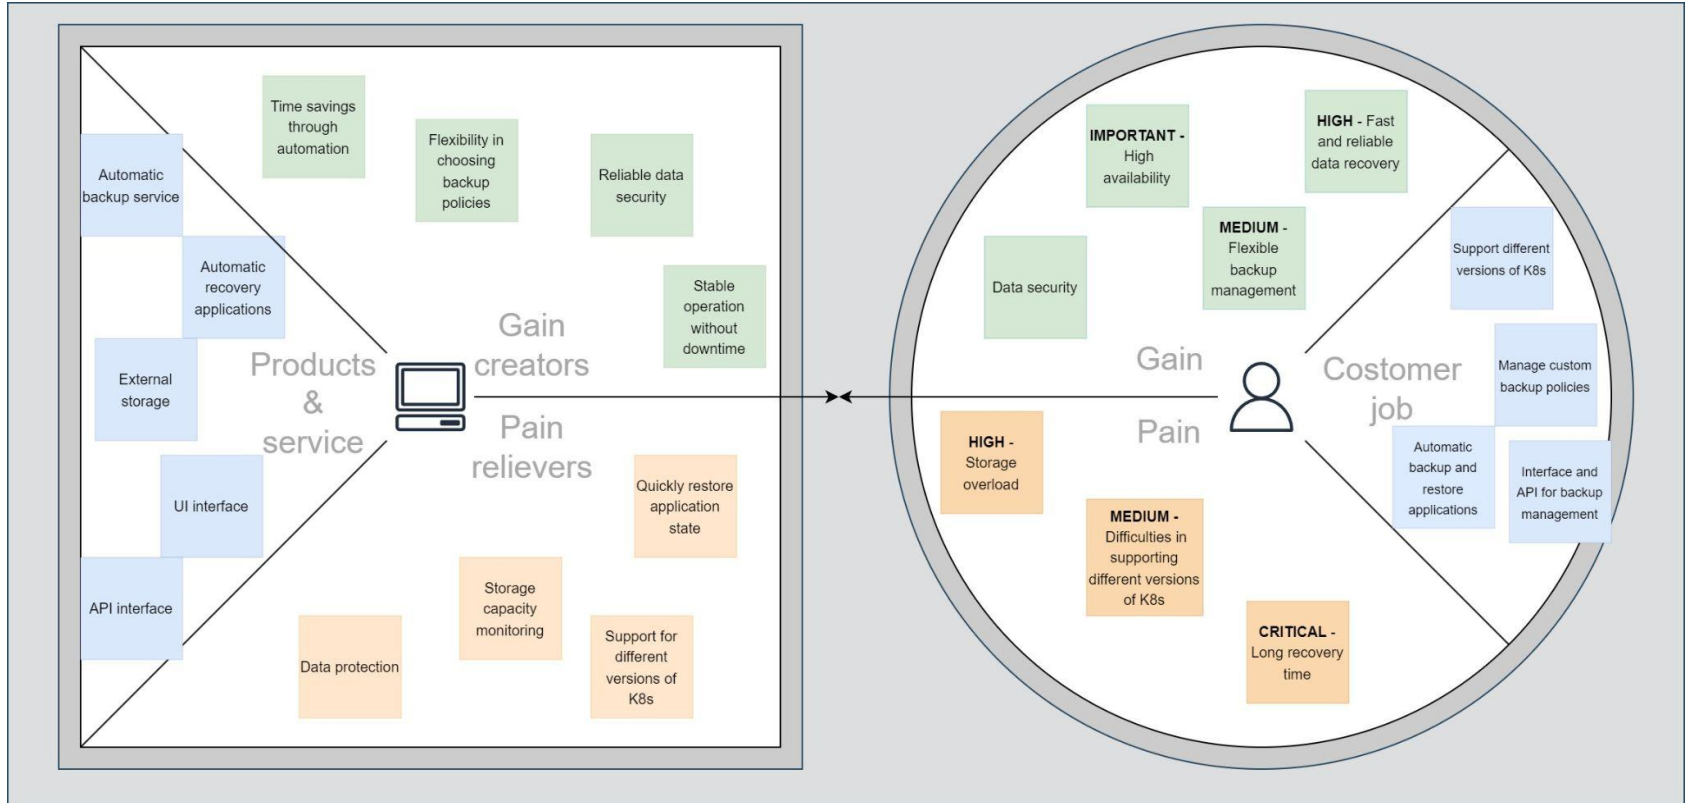 Time savings
through
automation
Flexibility in
choosing
backup
policies
Reliable data
security
Automatic
backup service
Automatic
recovery
applications
Stable
operation
without
downtime
External
storage
Products
&
service
Gain
creators
Pain
relievers
UI interface
API interface
Quickly restore
application
state
Storage
capacity
monitoring
Data protection
Support for
different
versions of
K8s
IMPORTANT -
High
availability
HIGH - Fast
and reliable
data recovery
MEDIUM -
Flexible
backup
management
Data security
Support different
versions of K8s
Gain
Pain
Costomer
job
Manage custom
backup policies
Automatic
backup and
restore
applications
Interface and
API for backup
management
HIGH -
Storage
overload
MEDIUM -
Difficulties in
supporting
different versions
of K8s
CRITICAL -
Long recovery
time